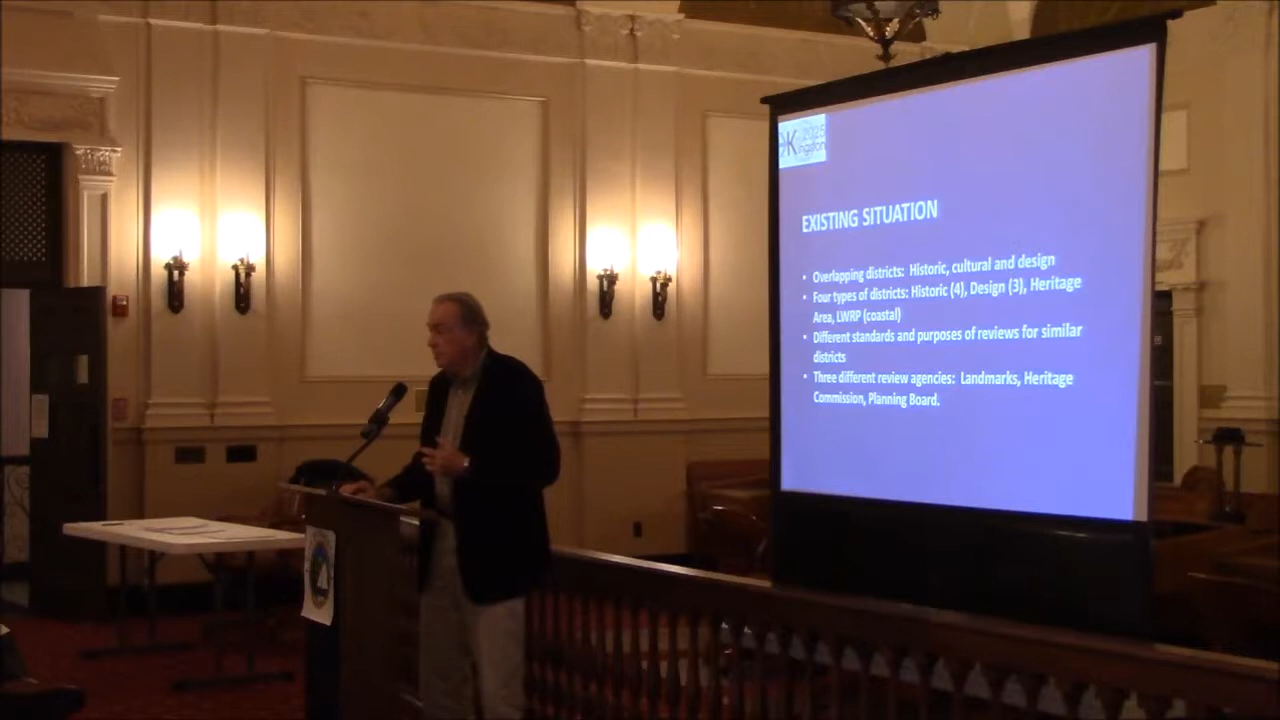 2025
Kingston
EXISTING SITUATION
• Overlapping districts: Historic, cultural and design
• Four types of districts: Historic (4), Design (3), Heritage
Area, LWRP (coastal)
• Different standards and purposes of reviews for similar
districts
• Three different review agencies: Landmarks, Heritage
Commission, Planning Board.